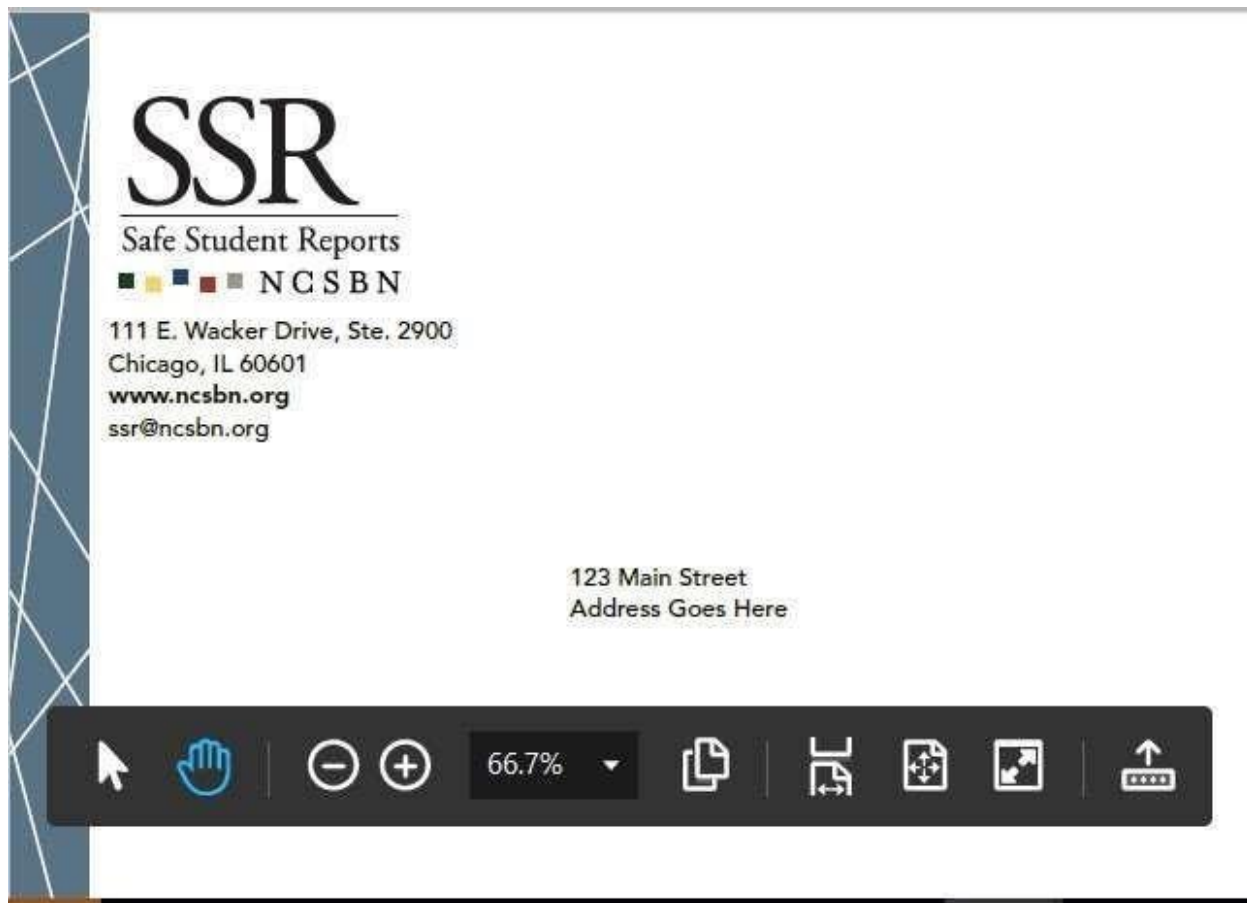 SSR
Safe Student Reports
NCSBN
111 E. Wacker Drive, Ste. 2900
Chicago, IL 60601
www.ncsbn.org
ssr@ncsbn.org
123 Main Street
Address Goes Here
66.7%